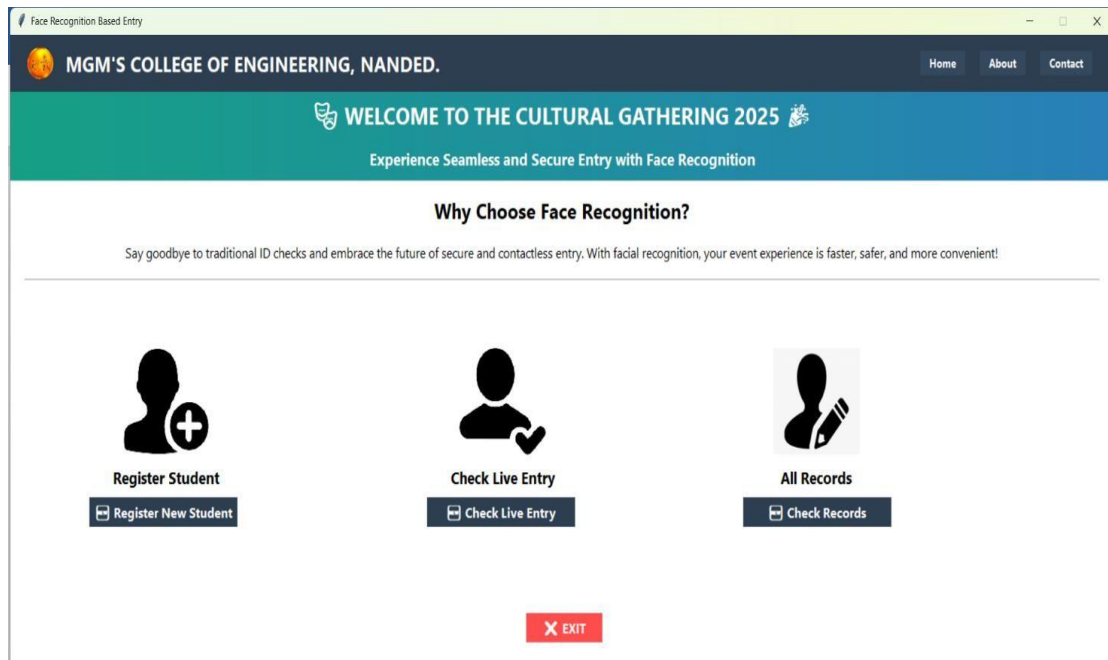 Face Recognition Based Entry
MGM'S COLLEGE OF ENGINEERING, NANDED.
Home About Contact
WELCOME TO THE CULTURAL GATHERING 2025
Experience Seamless and Secure Entry with Face Recognition
Why Choose Face Recognition?
Say goodbye to traditional ID checks and embrace the future of secure and contactless entry. With facial recognition, your event experience is faster, safer, and more convenient!
Register Student
Register New Student
Check Live Entry
Check Live Entry
All Records
Check Records
EXIT